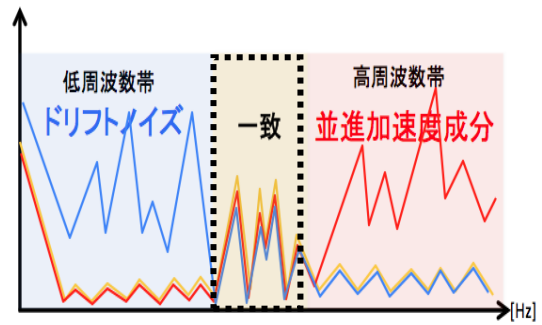 低周波数帯
ドリフトノイズ
一致
高周波数帯
並進加速度成分
[Hz]